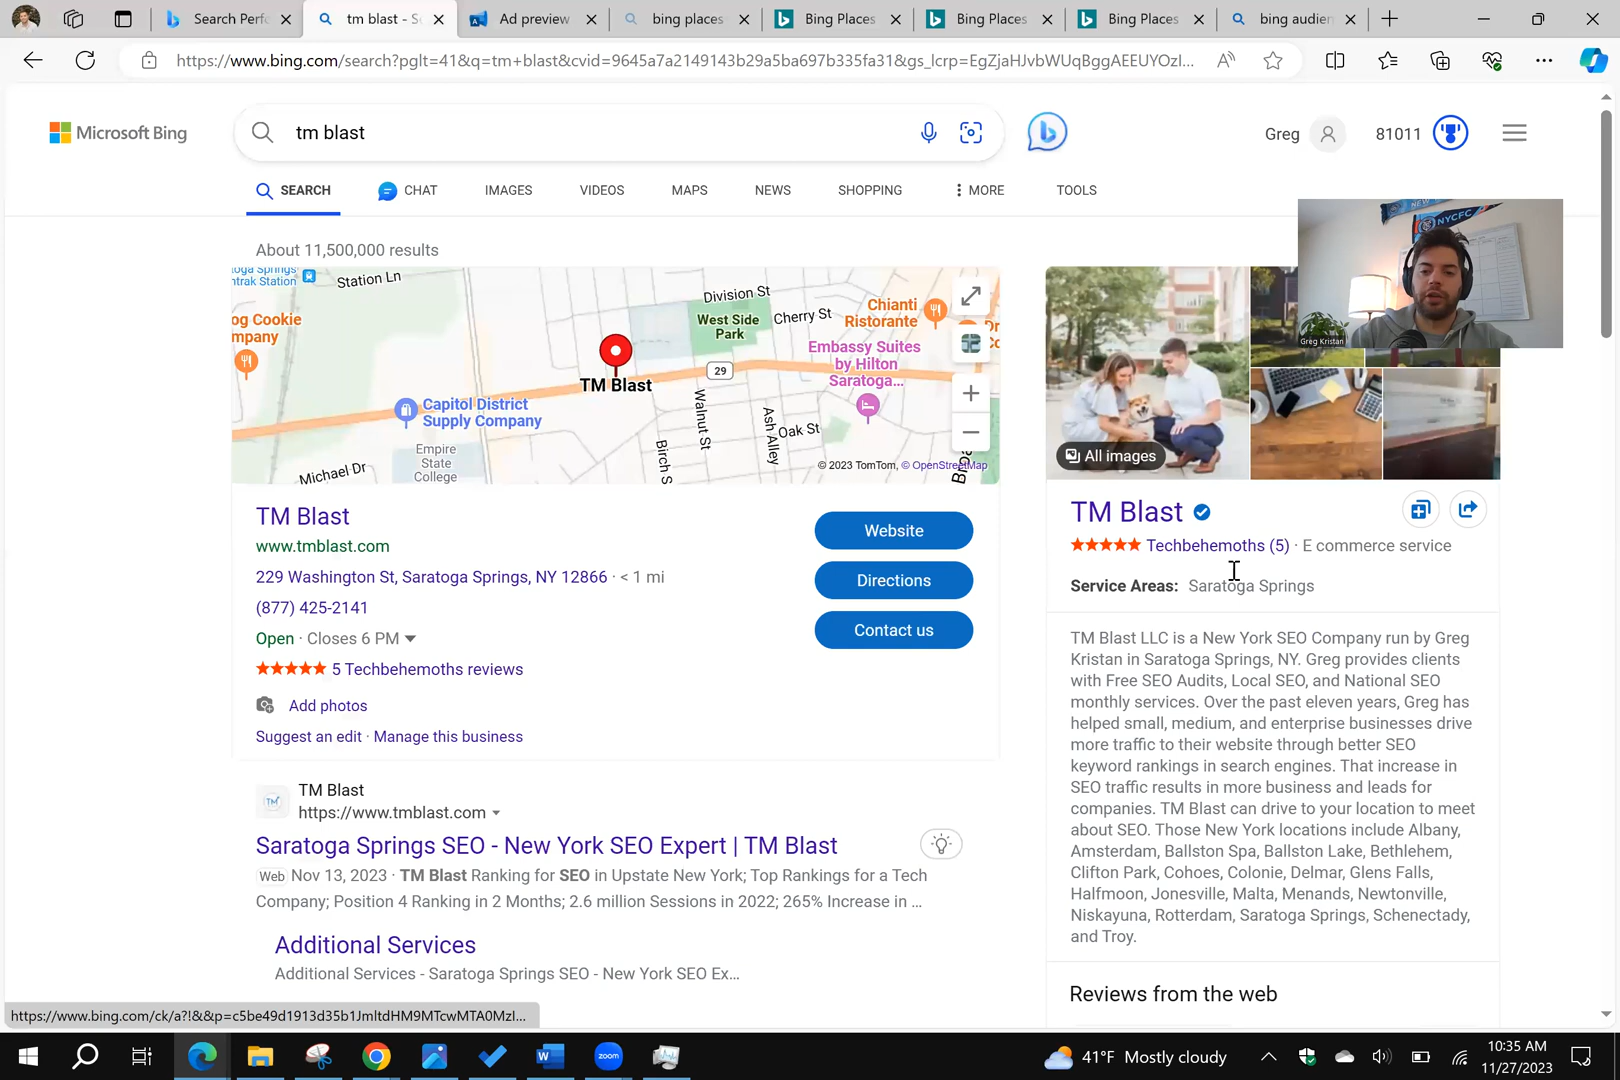 Search Perfo
tm blast - Se
Ad preview
bing places
Bing Places
Bing Places
Bing Places
bing audien
https://www.bing.com/search?pglt=41&q=tm+blast&cvid=9645a7a2149143b29a5ba697b335fa31&gs_lcrp=EgZjaHJvbWUqBggAEEUYOzI...
Microsoft Bing
tm blast
Greg
81011
SEARCH
CHAT
IMAGES
VIDEOS
MAPS
NEWS
SHOPPING
MORE
TOOLS
NYCFC
Greg Kristan
About 11,500,000 results
oga Springs
ntrak Station
Station Ln
Division St
West Side
Park
Cherry St
Chianti
Ristorante
og Cookie
mpany
Embassy Suites
by Hilton
Saratoga...
TM Blast
29
Capitol District
Supply Company
Walnut St
Ash Alley
Oak St
Empire
State
College
Birch S
Michael Dr
© 2023 TomTom, © OpenStreetMap
TM Blast
www.tmblast.com
229 Washington St, Saratoga Springs, NY 12866 · < 1 mi
(877) 425-2141
Open · Closes 6 PM
5 Techbehemoths reviews
Add photos
Suggest an edit · Manage this business
Website
Directions
Contact us
TM Blast
https://www.tmblast.com
Saratoga Springs SEO - New York SEO Expert | TM Blast
Web Nov 13, 2023 · TM Blast Ranking for SEO in Upstate New York; Top Rankings for a Tech
Company; Position 4 Ranking in 2 Months; 2.6 million Sessions in 2022; 265% Increase in ...
Additional Services
Additional Services - Saratoga Springs SEO - New York SEO Ex...
All images
TM Blast
Techbehemoths (5) · E commerce service
Service Areas: Saratoga Springs
TM Blast LLC is a New York SEO Company run by Greg
Kristan in Saratoga Springs, NY. Greg provides clients
with Free SEO Audits, Local SEO, and National SEO
monthly services. Over the past eleven years, Greg has
helped small, medium, and enterprise businesses drive
more traffic to their website through better SEO
keyword rankings in search engines. That increase in
SEO traffic results in more business and leads for
companies. TM Blast can drive to your location to meet
about SEO. Those New York locations include Albany,
Amsterdam, Ballston Spa, Ballston Lake, Bethlehem,
Clifton Park, Cohoes, Colonie, Delmar, Glens Falls,
Halfmoon, Jonesville, Malta, Menands, Newtonville,
Niskayuna, Rotterdam, Saratoga Springs, Schenectady,
and Troy.
Reviews from the web
https://www.bing.com/ck/a?!&&p=c5be49d1913d35b1JmltdHM9MTcwMTA0MzI...
zoom
41°F Mostly cloudy
10:35 AM
11/27/2023